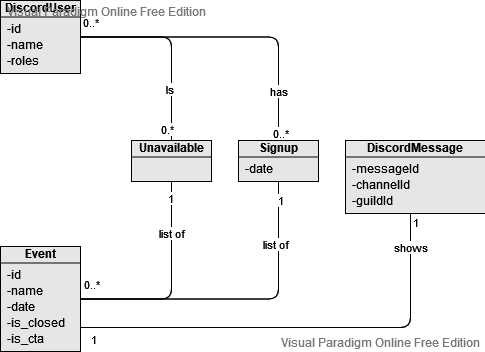 DiscordUser
Visual Paradigm Online Free Edition
-id
-name
-roles
0..*
Is
has
0..*
0..*
Unavailable
Signup
-date
DiscordMessage
-messageId
-channelId
-guildId
1
1
1
list of
list of
shows
Event
-id
-name
-date
-is_closed
-is_cta
0..*
1
Visual Paradigm Online Free Edition